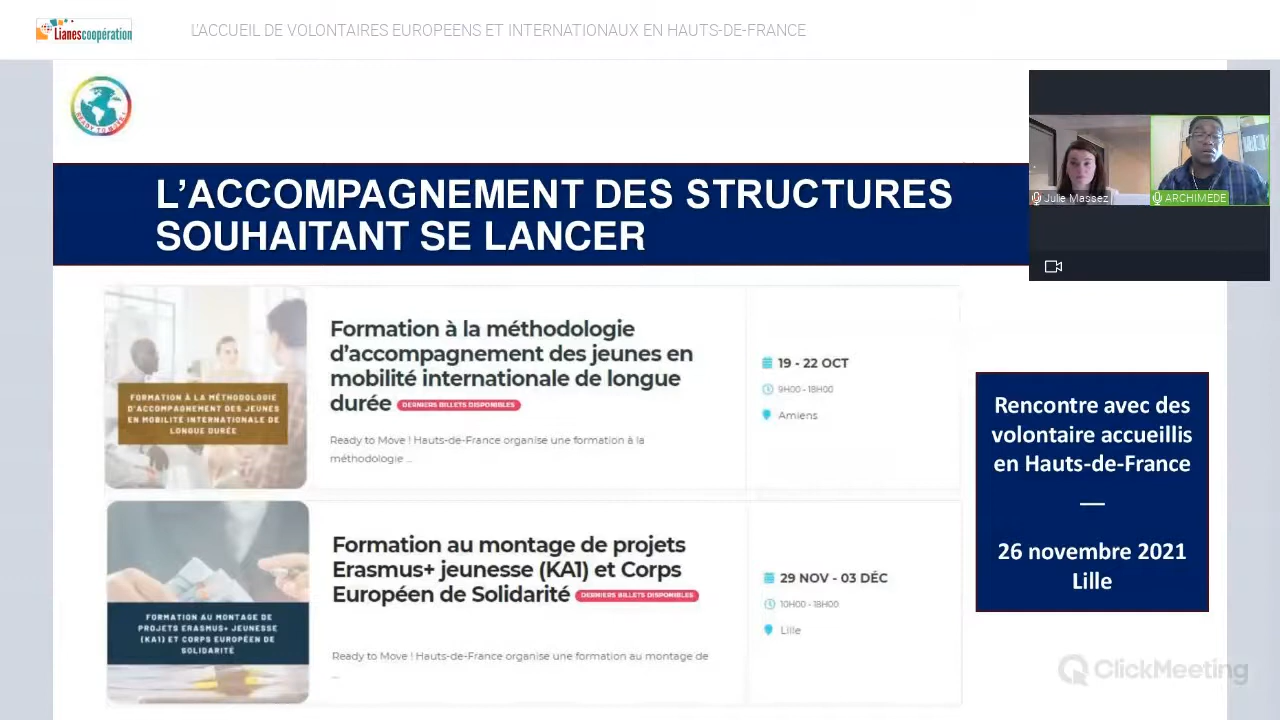 Lianescoopération
L'ACCUEIL DE VOLONTAIRES EUROPEENS ET INTERNATIONAUX EN HAUTS-DE-FRANCE
READY TO MOVE !
L'ACCOMPAGNEMENT DES STRUCTURES
SOUHAITANT SE LANCER
Julie Massez
ARCHIMEDE
FORMATION À LA MÉTHODOLOGIE
D'ACCOMPAGNEMENT DES JEUNES
EN MOBILITÉ INTERNATIONALE DE
LONGUE DURÉE
Formation à la méthodologie
d'accompagnement des jeunes en
mobilité internationale de longue
durée DERNIERS BILLETS DISPONIBLES
Ready to Move ! Hauts-de-France organise une formation à la
méthodologie ...
19 - 22 OCT
9H00 - 18H00
Amiens
FORMATION AU MONTAGE DE
PROJETS ERASMUS+ JEUNESSE
(KA1) ET CORPS EUROPÉEN DE
SOLIDARITÉ
Formation au montage de projets
Erasmus+ jeunesse (KA1) et Corps
Européen de Solidarité DERNIERS BILLETS DISPONIBLES
Ready to Move ! Hauts-de-France organise une formation au montage de
...
29 NOV - 03 DÉC
10H00 - 18H00
Lille
Rencontre avec des
volontaire accueillis
en Hauts-de-France
—
26 novembre 2021
Lille
ClickMeeting